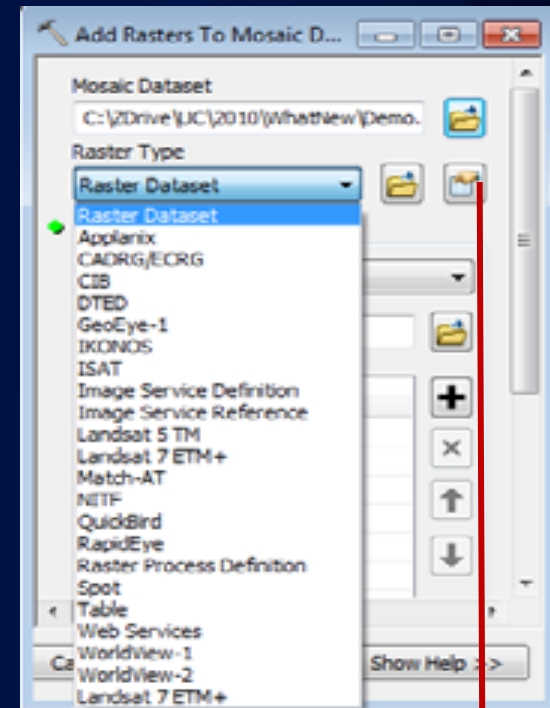 Add Rasters To Mosaic D...
Mosaic Dataset
C:\ZDrive\IJC\2010\WhatNew\Demo.
Raster Type
Raster Dataset
Raster Dataset
Applanix
CADRG/ECRG
CIB
DTED
GeoEye-1
IKONOS
ISAT
Image Service Definition
Image Service Reference
Landsat 5 TM
Landsat 7 ETM+
Match-AT
NITF
QuickBird
RapidEye
Raster Process Definition
Spot
Table
Web Services
WorldView-1
WorldView-2
Landsat 7 ETM+
Ca
Show Help >>